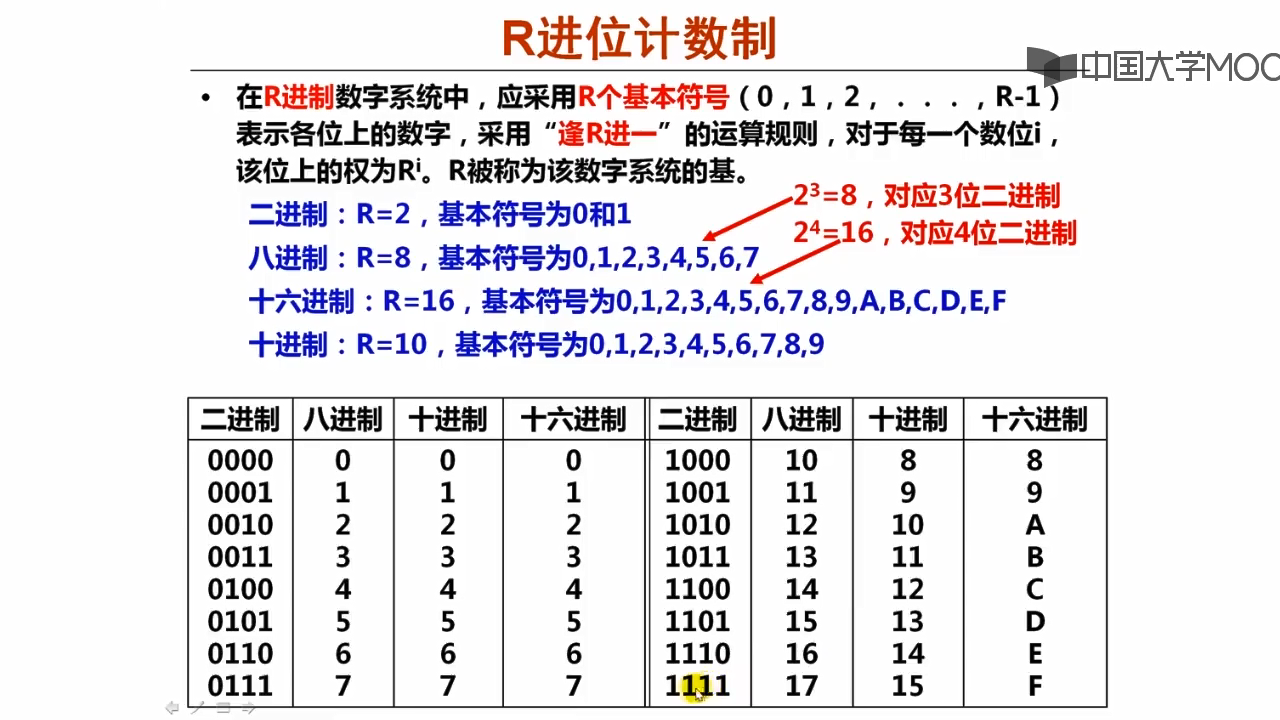 R进位计数制
中国大学MOO
• 在R进制数字系统中，应采用R个基本符号（0，1，2，．．．，R-1）
表示各位上的数字，采用“逢R进一”的运算规则，对于每一个数位i，
该位上的权为Rⁱ。R被称为该数字系统的基。
2³=8，对应3位二进制
2⁴=16，对应4位二进制
二进制：R=2，基本符号为0和1
八进制：R=8，基本符号为0,1,2,3,4,5,6,7
十六进制：R=16，基本符号为0,1,2,3,4,5,6,7,8,9,A,B,C,D,E,F
十进制：R=10，基本符号为0,1,2,3,4,5,6,7,8,9
二进制 八进制 十进制 十六进制 二进制 八进制 十进制 十六进制
0000 0 0 0 1000 10 8 8
0001 1 1 1 1001 11 9 9
0010 2 2 2 1010 12 10 A
0011 3 3 3 1011 13 11 B
0100 4 4 4 1100 14 12 C
0101 5 5 5 1101 15 13 D
0110 6 6 6 1110 16 14 E
0111 7 7 7 1111 17 15 F